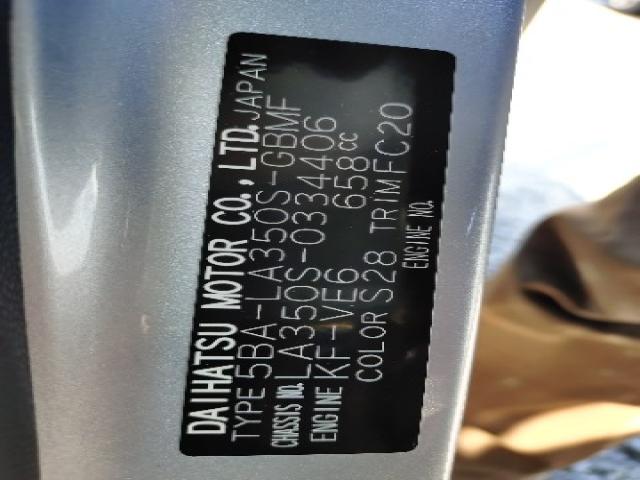 DAIHATSU MOTOR CO., LTD. JAPAN
TYPE 5BA-LA350S-GBMF
CHASSIS NO. LA350S-0334406
ENGINE KF-VE6 658cc
COLOR S28 TRIM FC20
ENGINE NO.